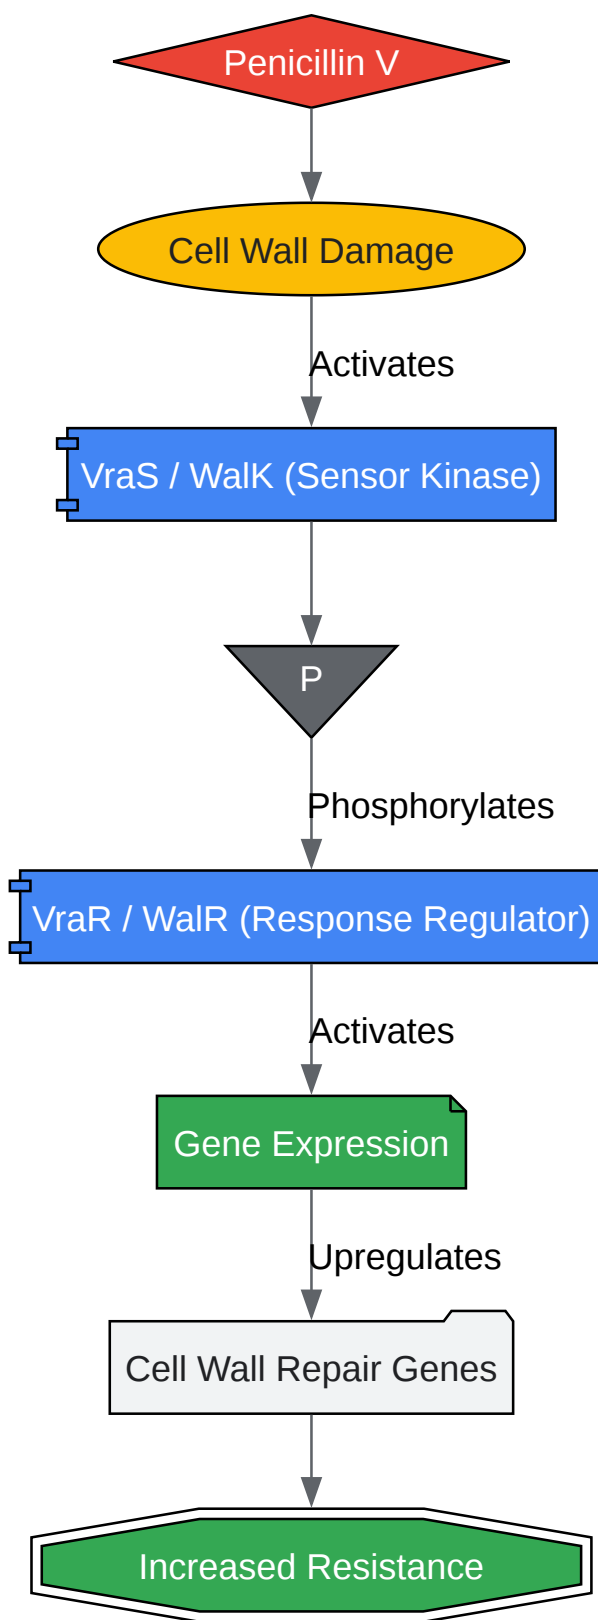 Penicillin V
Cell Wall Damage
Activates
VraS / WalK (Sensor Kinase)
P
Phosphorylates
VraR / WalR (Response Regulator)
Activates
Gene Expression
Upregulates
Cell Wall Repair Genes
Increased Resistance